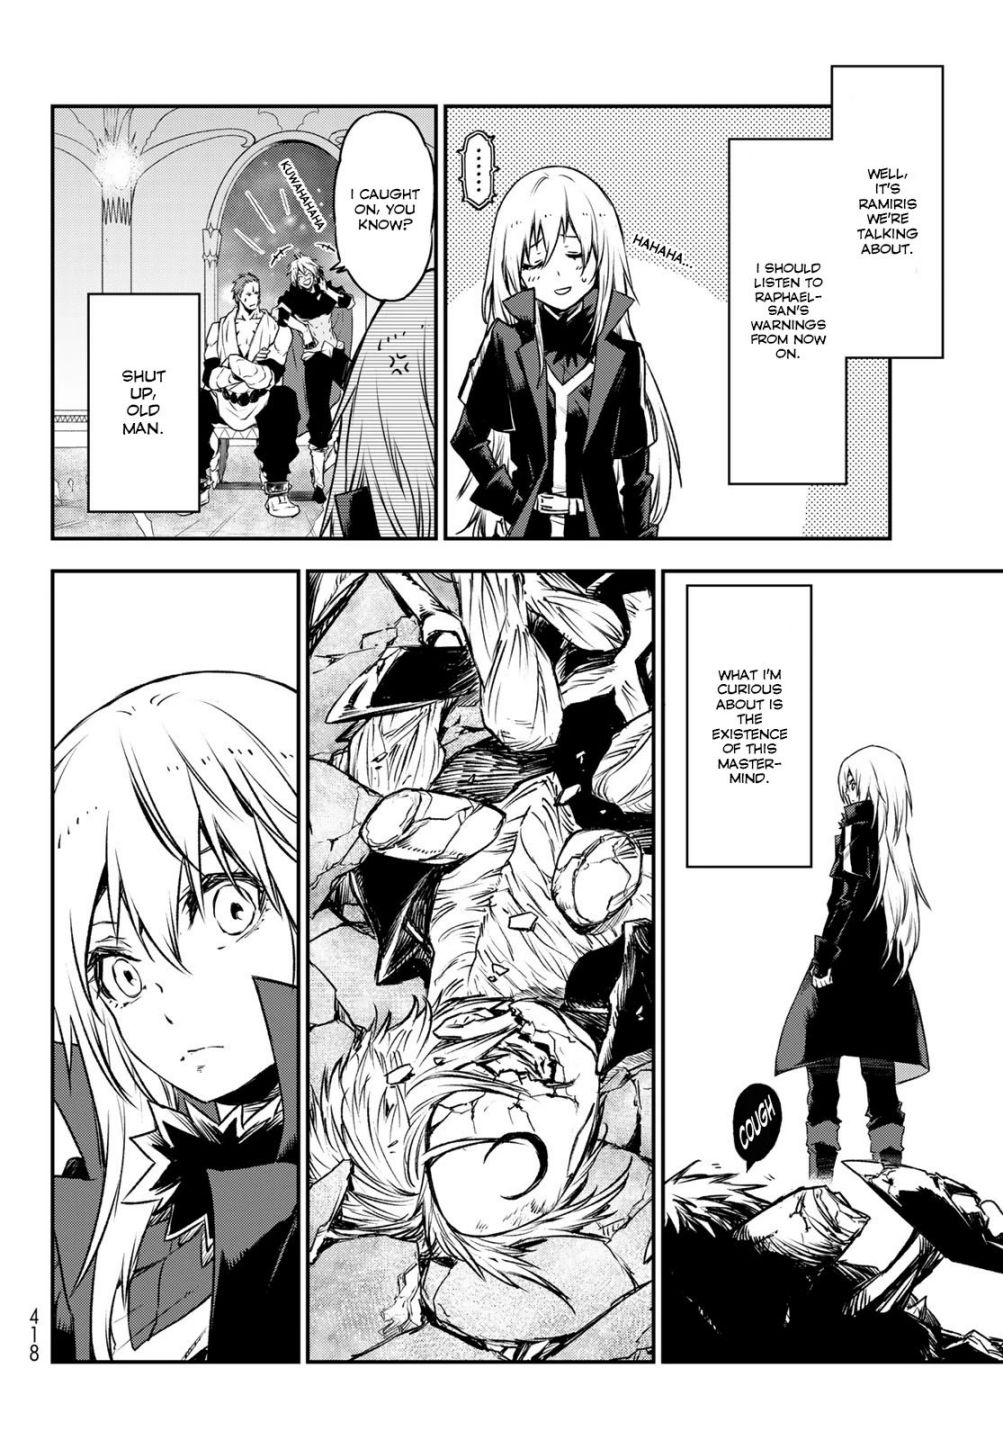 WELL,
IT'S
RAMIRIS
WE'RE
TALKING
ABOUT.
I SHOULD
LISTEN TO
RAPHAEL-
SAN'S
WARNINGS
FROM NOW
ON.
......
HAHAHA...
I CAUGHT
ON, YOU
KNOW?
KUWAHAHAHA
SHUT
UP,
OLD
MAN.
WHAT I'M
CURIOUS
ABOUT IS
THE
EXISTENCE
OF THIS
MASTER-
MIND.
COUGH
418